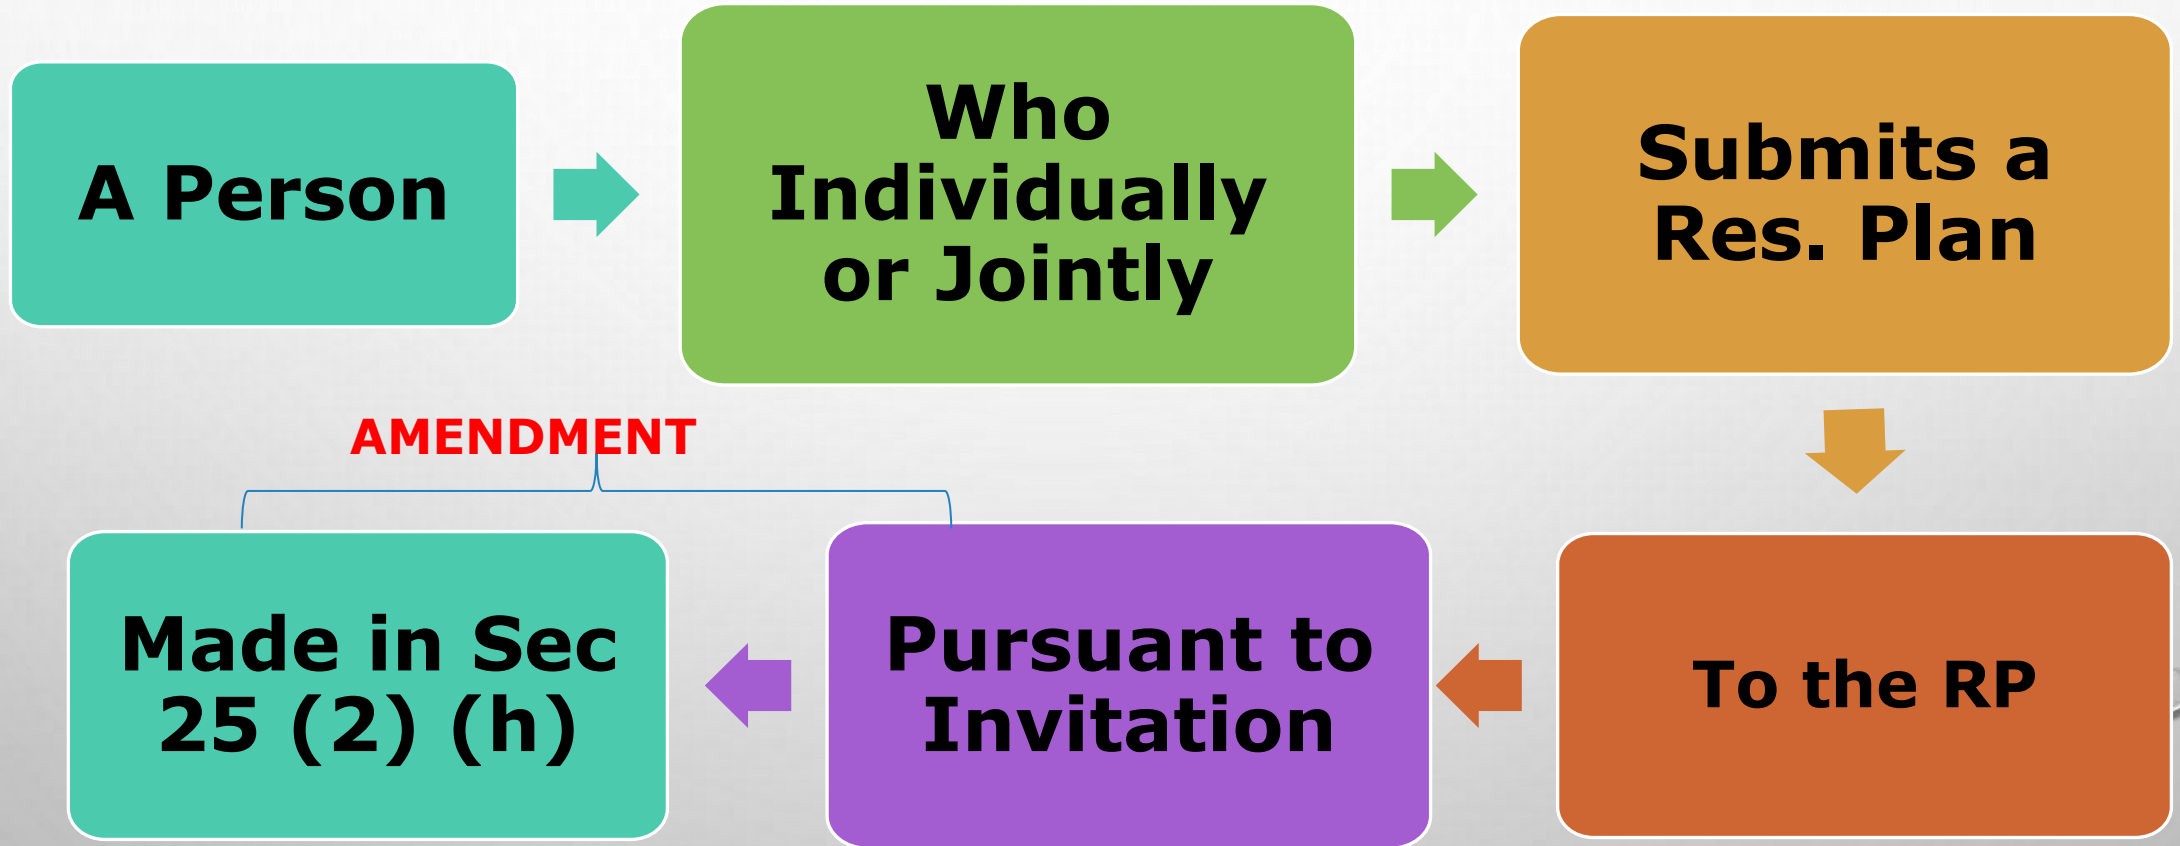 A Person
Who
Individually
or Jointly
Submits a
Res. Plan
To the RP
Pursuant to
Invitation
AMENDMENT
Made in Sec
25 (2) (h)